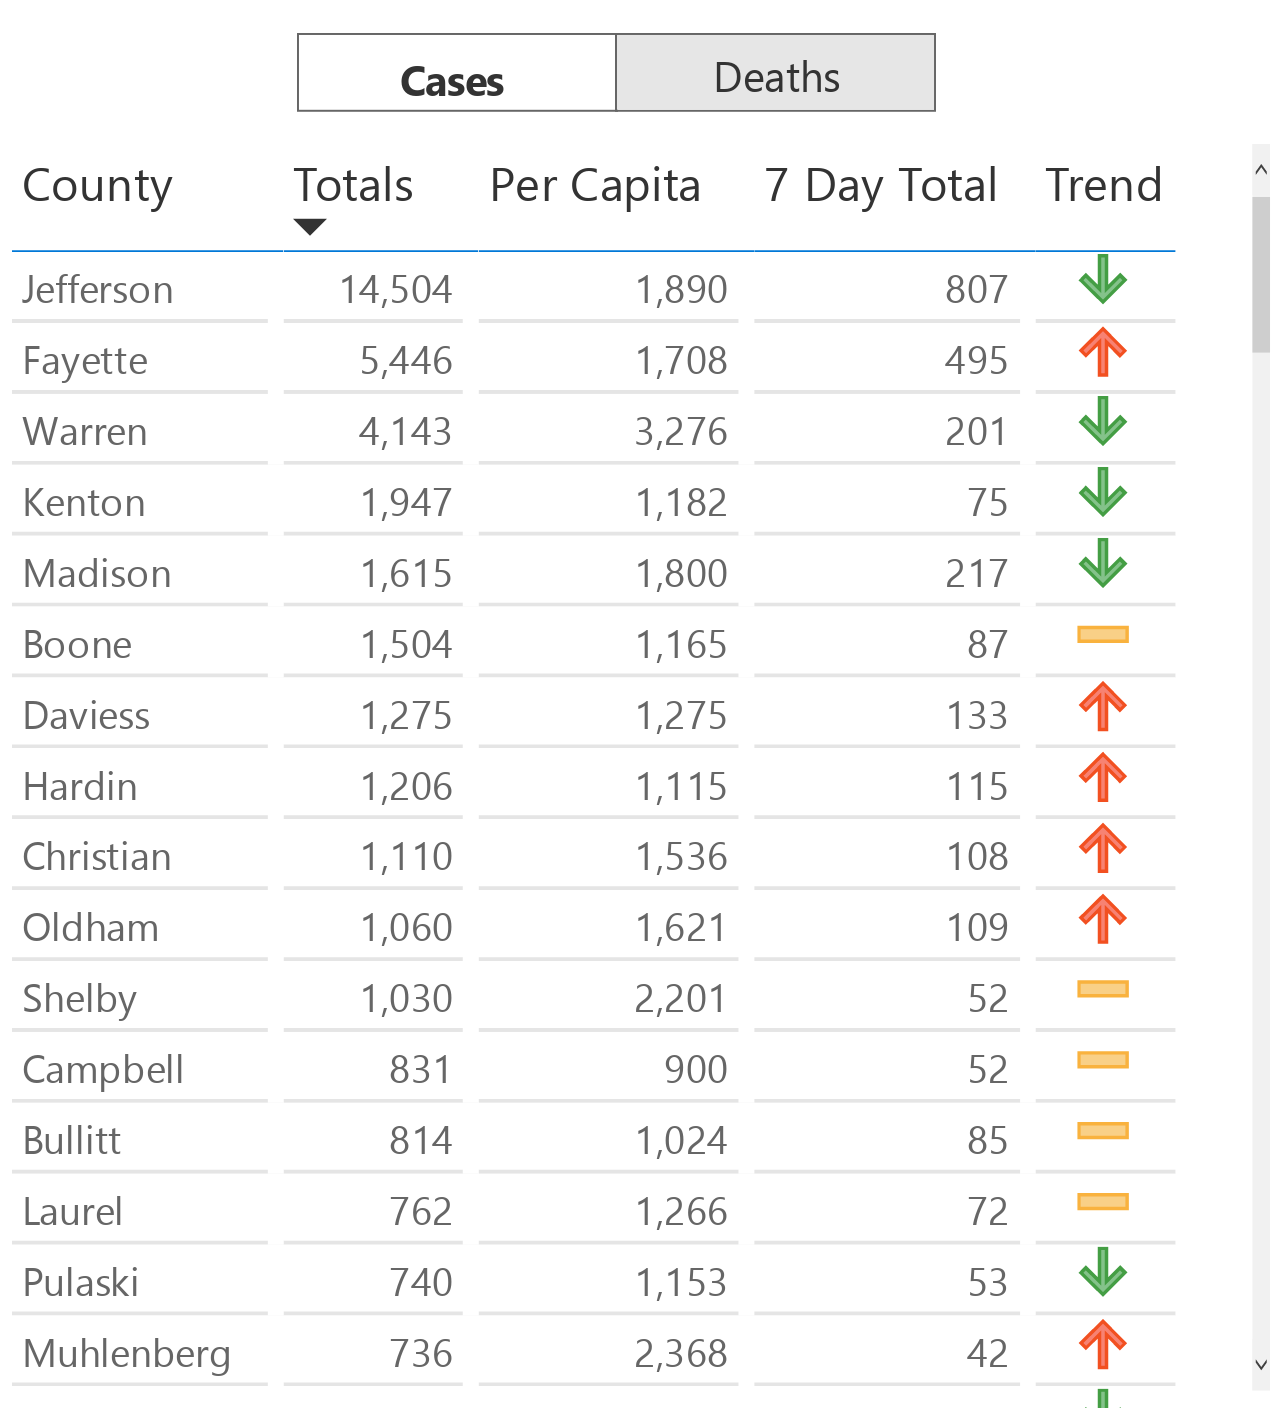 Cases Deaths
County Totals Per Capita 7 Day Total Trend
Jefferson 14,504 1,890 807
Fayette 5,446 1,708 495
Warren 4,143 3,276 201
Kenton 1,947 1,182 75
Madison 1,615 1,800 217
Boone 1,504 1,165 87
Daviess 1,275 1,275 133
Hardin 1,206 1,115 115
Christian 1,110 1,536 108
Oldham 1,060 1,621 109
Shelby 1,030 2,201 52
Campbell 831 900 52
Bullitt 814 1,024 85
Laurel 762 1,266 72
Pulaski 740 1,153 53
Muhlenberg 736 2,368 42